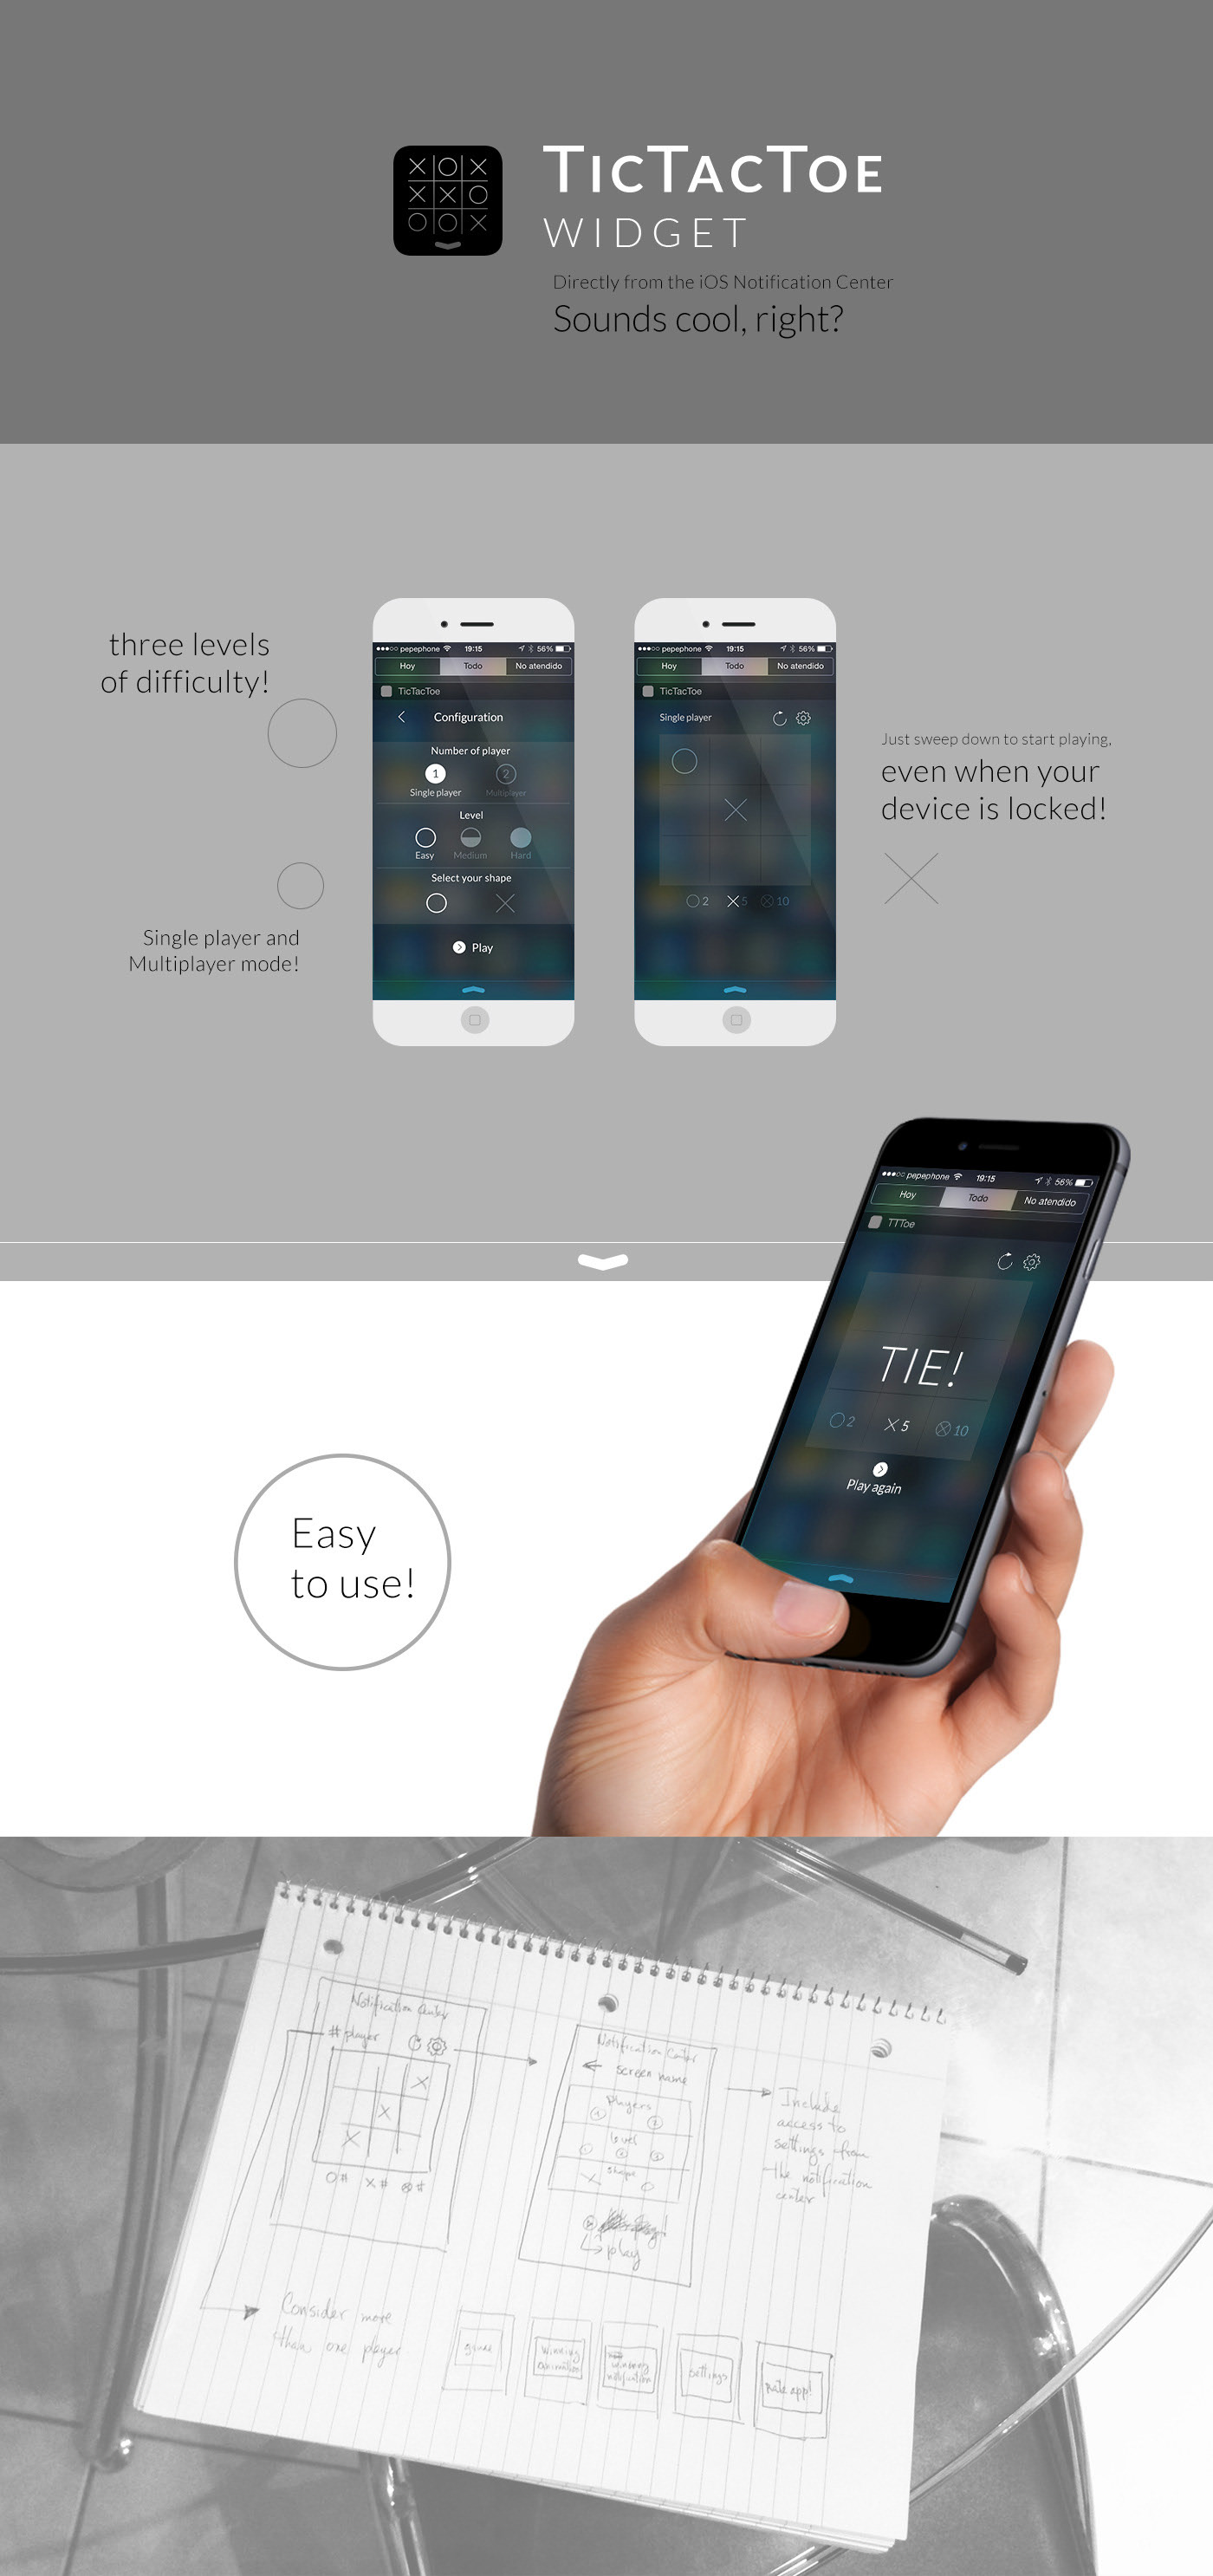 TicTacToe
WIDGET
Directly from the iOS Notification Center
Sounds cool, right?
three levels
of difficulty!
Single player and
Multiplayer mode!
pepephone 19:15 56%
Hoy Todo No atendido
TicTacToe
Configuration
Number of player
1 2
Single player Multiplayer
Level
Easy Medium Hard
Select your shape
Play
pepephone 19:15 56%
Hoy Todo No atendido
TicTacToe
Single player
2 5 10
Just sweep down to start playing,
even when your
device is locked!
pepephone 19:15 56%
Hoy Todo No atendido
TTToe
TIE!
2 5 10
Play again
Easy
to use!
Notification Center
# player
O# X# ⊗#
Notification Center
screen name
players
1 2
level
shape
play
Include
access to
settings from
the notification
center
Consider more
than one player
winning
animation
winning
notification
settings
rate app!